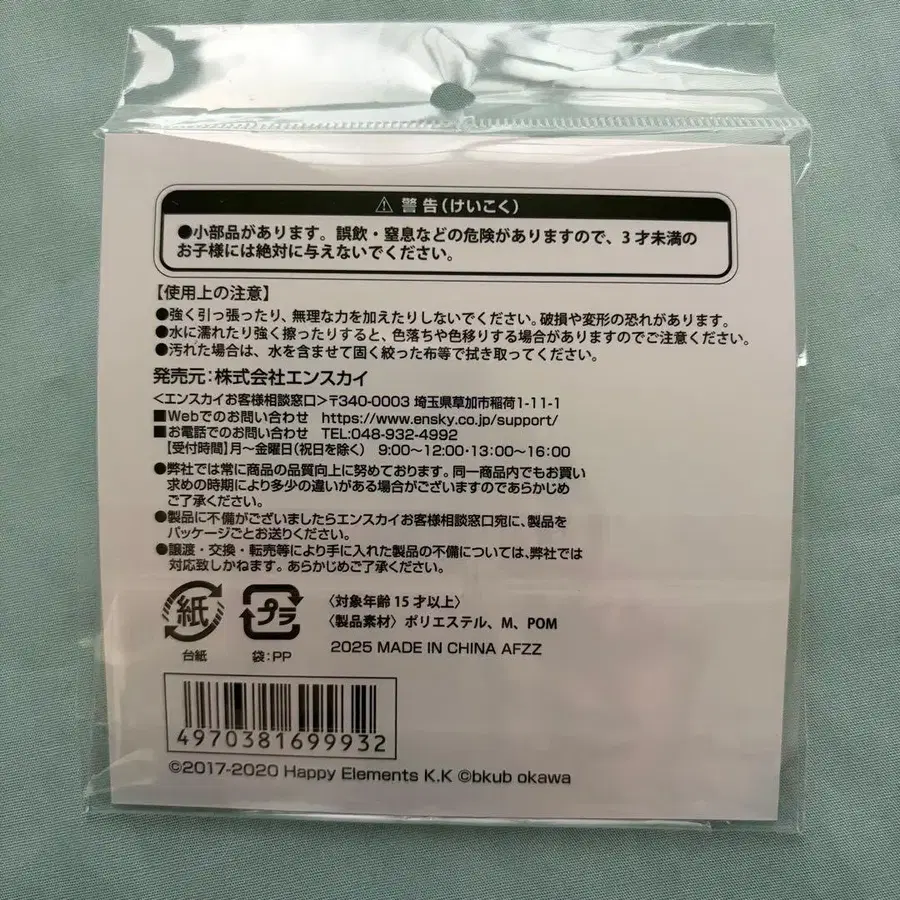 ⚠ 警告(けいこく)
●小部品があります。誤飲・窒息などの危険がありますので、3才未満の
お子様には絶対に与えないでください。
【使用上の注意】
●強く引っ張ったり、無理な力を加えたりしないでください。破損や変形の恐れがあります。
●水に濡れたり強く擦ったりすると、色落ちや色移りする場合がありますのでご注意ください。
●汚れた場合は、水を含ませて固く絞った布等で拭き取ってください。
発売元:株式会社エンスカイ
<エンスカイお客様相談窓口>〒340-0003 埼玉県草加市稲荷1-11-1
■Webでのお問い合わせ https://www.ensky.co.jp/support/
■お電話でのお問い合わせ TEL:048-932-4992
【受付時間】月〜金曜日(祝日を除く) 9:00〜12:00・13:00〜16:00
●弊社では常に商品の品質向上に努めております。同一商品内でもお買い
求めの時期により多少の違いがある場合がございますのであらかじめ
ご了承ください。
●製品に不備がございましたらエンスカイお客様相談窓口宛に、製品を
パッケージごとお送りください。
●譲渡・交換・転売等により手に入れた製品の不備については、弊社では
対応致しかねます。あらかじめご了承ください。
紙
台紙
プラ
袋:PP
〈対象年齢15才以上〉
〈製品素材〉ポリエステル、M、POM
2025 MADE IN CHINA AFZZ
4970381699932
©2017-2020 Happy Elements K.K ©bkub okawa